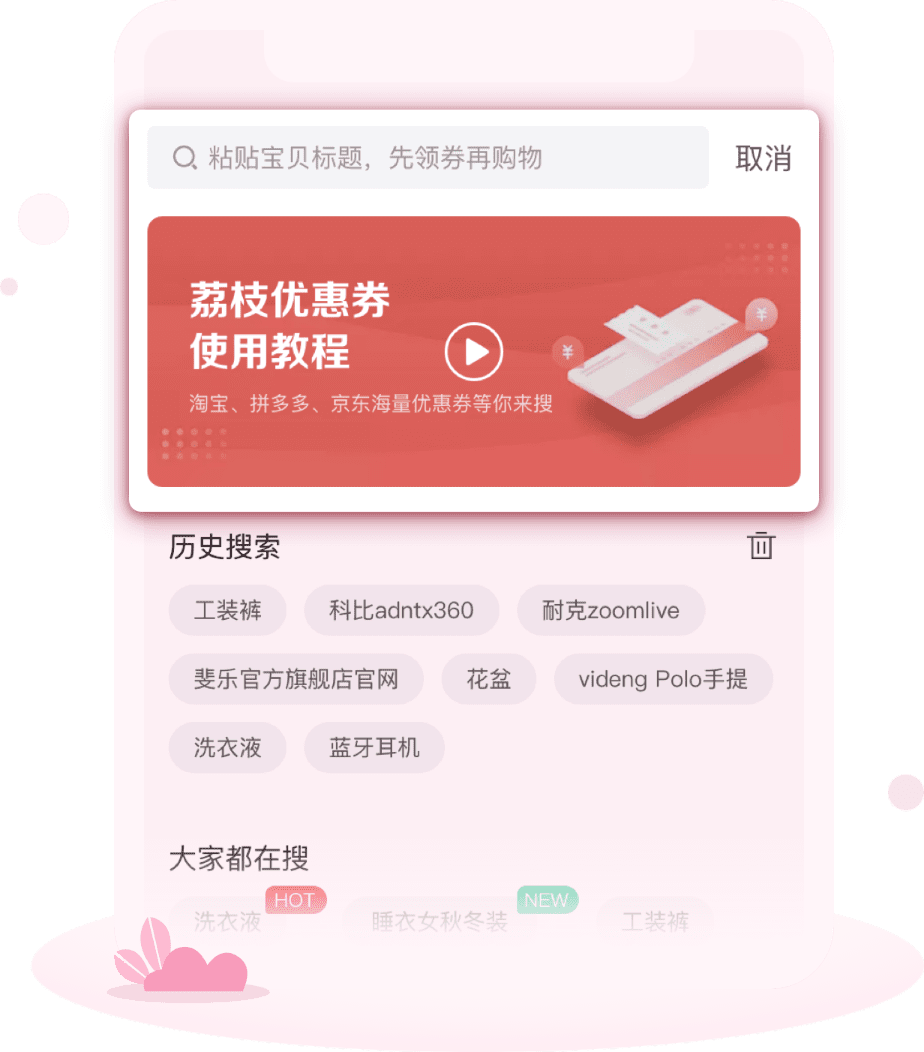 粘贴宝贝标题，先领券再购物
取消
荔枝优惠券
使用教程
淘宝、拼多多、京东海量优惠券等你来搜
¥
¥
历史搜索
工装裤
科比adntx360
耐克zoomlive
斐乐官方旗舰店官网
花盆
videng Polo手提
洗衣液
蓝牙耳机
大家都在搜
HOT
NEW
洗衣液
睡衣女秋冬装
工装裤